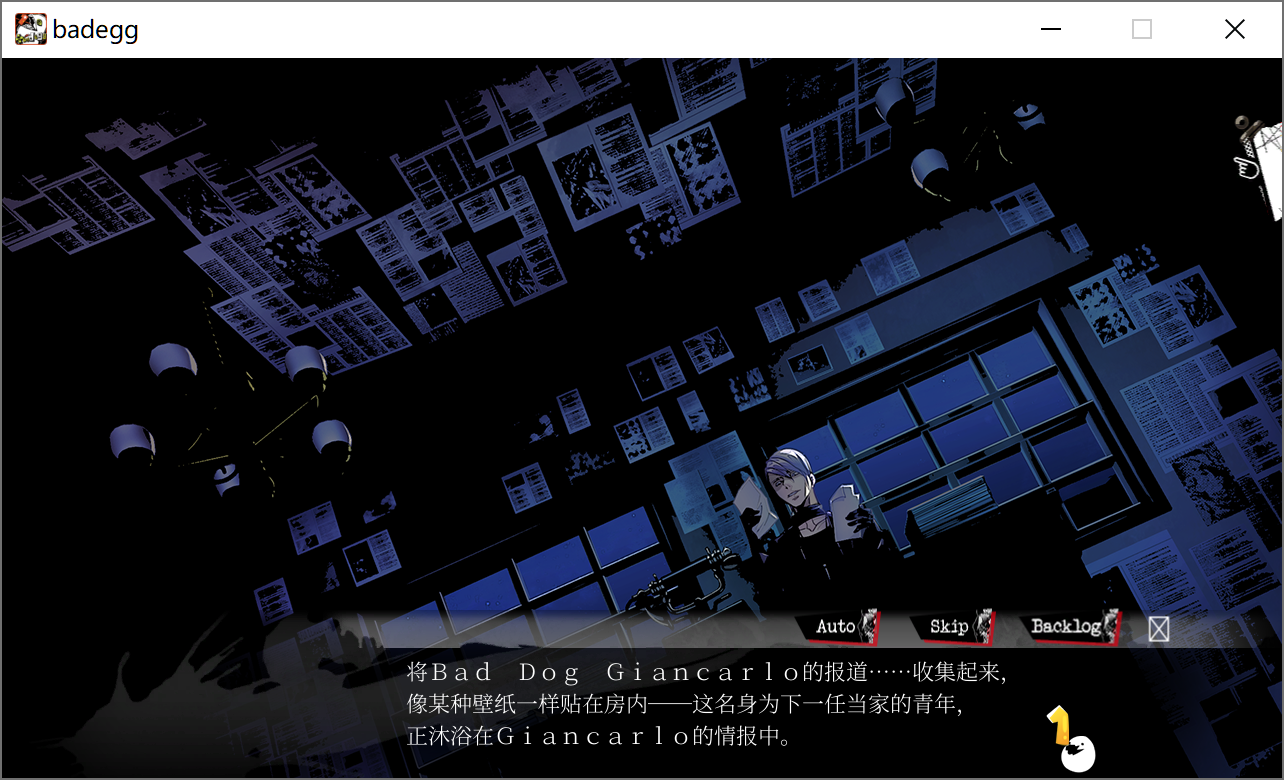 badegg
Auto
Skip
Backlog
将Ｂａｄ　Ｄｏｇ　Ｇｉａｎｃａｒｌｏ的报道……收集起来，
像某种壁纸一样贴在房内——这名身为下一任当家的青年，
正沐浴在Ｇｉａｎｃａｒｌｏ的情报中。
1